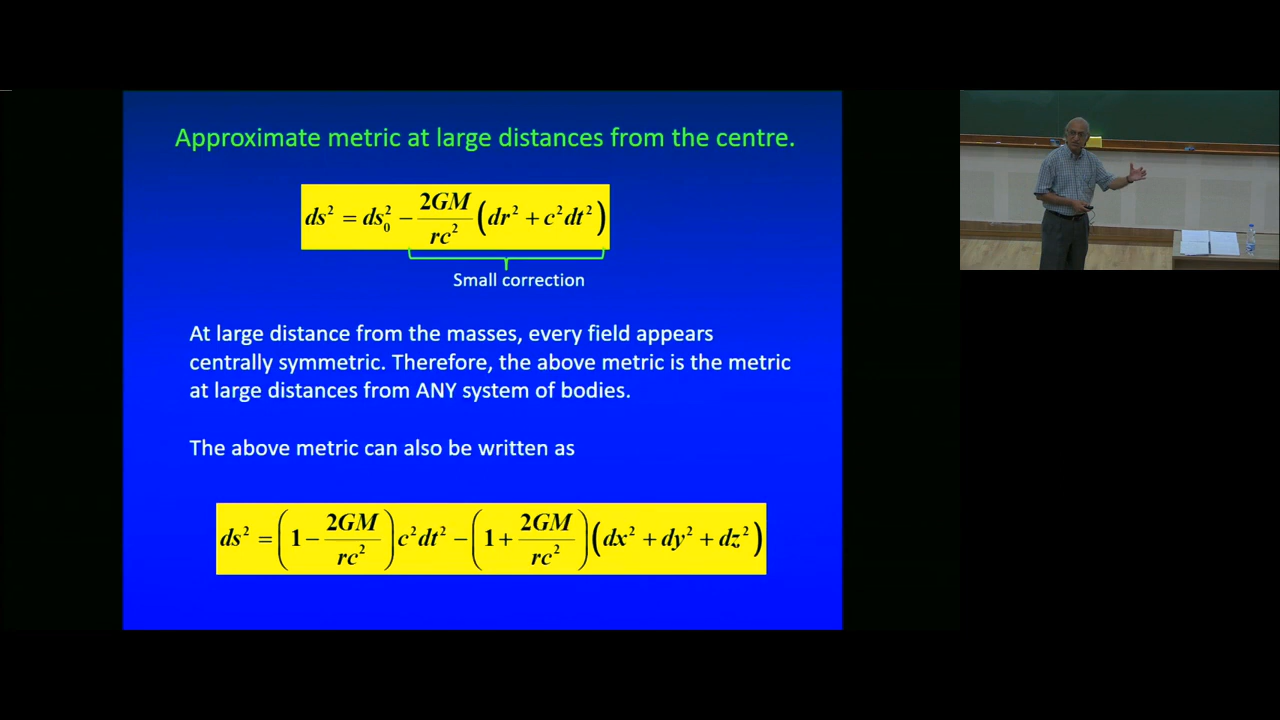 Approximate metric at large distances from the centre.
ds² = ds₀² − 2GM/rc² (dr² + c²dt²)
Small correction
At large distance from the masses, every field appears
centrally symmetric. Therefore, the above metric is the metric
at large distances from ANY system of bodies.
The above metric can also be written as
ds² = (1 − 2GM/rc²) c²dt² − (1 + 2GM/rc²) (dx² + dy² + dz²)